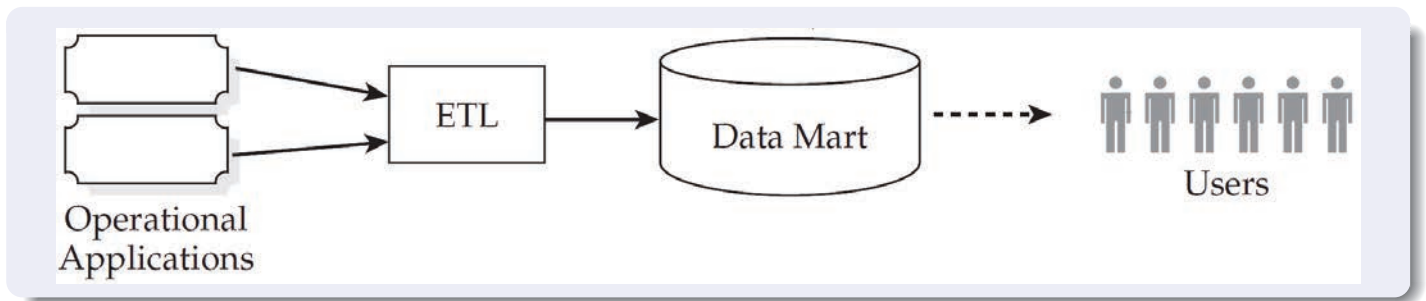 Operational
Applications
ETL
Data Mart
Users